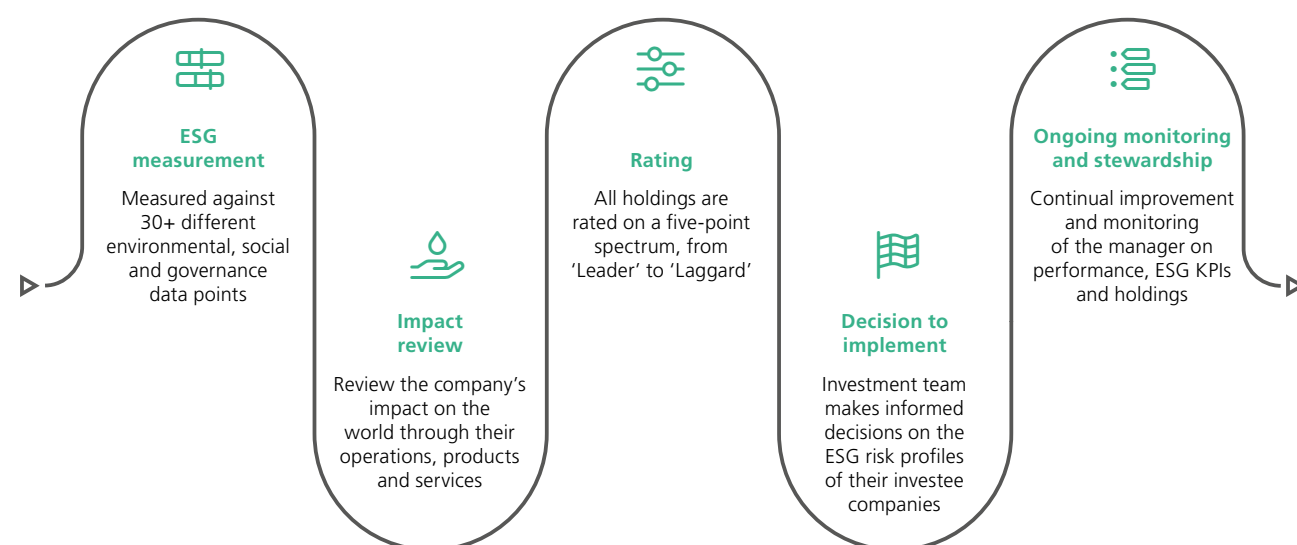 ESG
measurement
Measured against
30+ different
environmental, social
and governance
data points
Impact
review
Review the company’s
impact on the
world through their
operations, products
and services
Rating
All holdings are
rated on a five-point
spectrum, from
‘Leader’ to ‘Laggard’
Decision to
implement
Investment team
makes informed
decisions on the
ESG risk profiles
of their investee
companies
Ongoing monitoring
and stewardship
Continual improvement
and monitoring
of the manager on
performance, ESG KPIs
and holdings